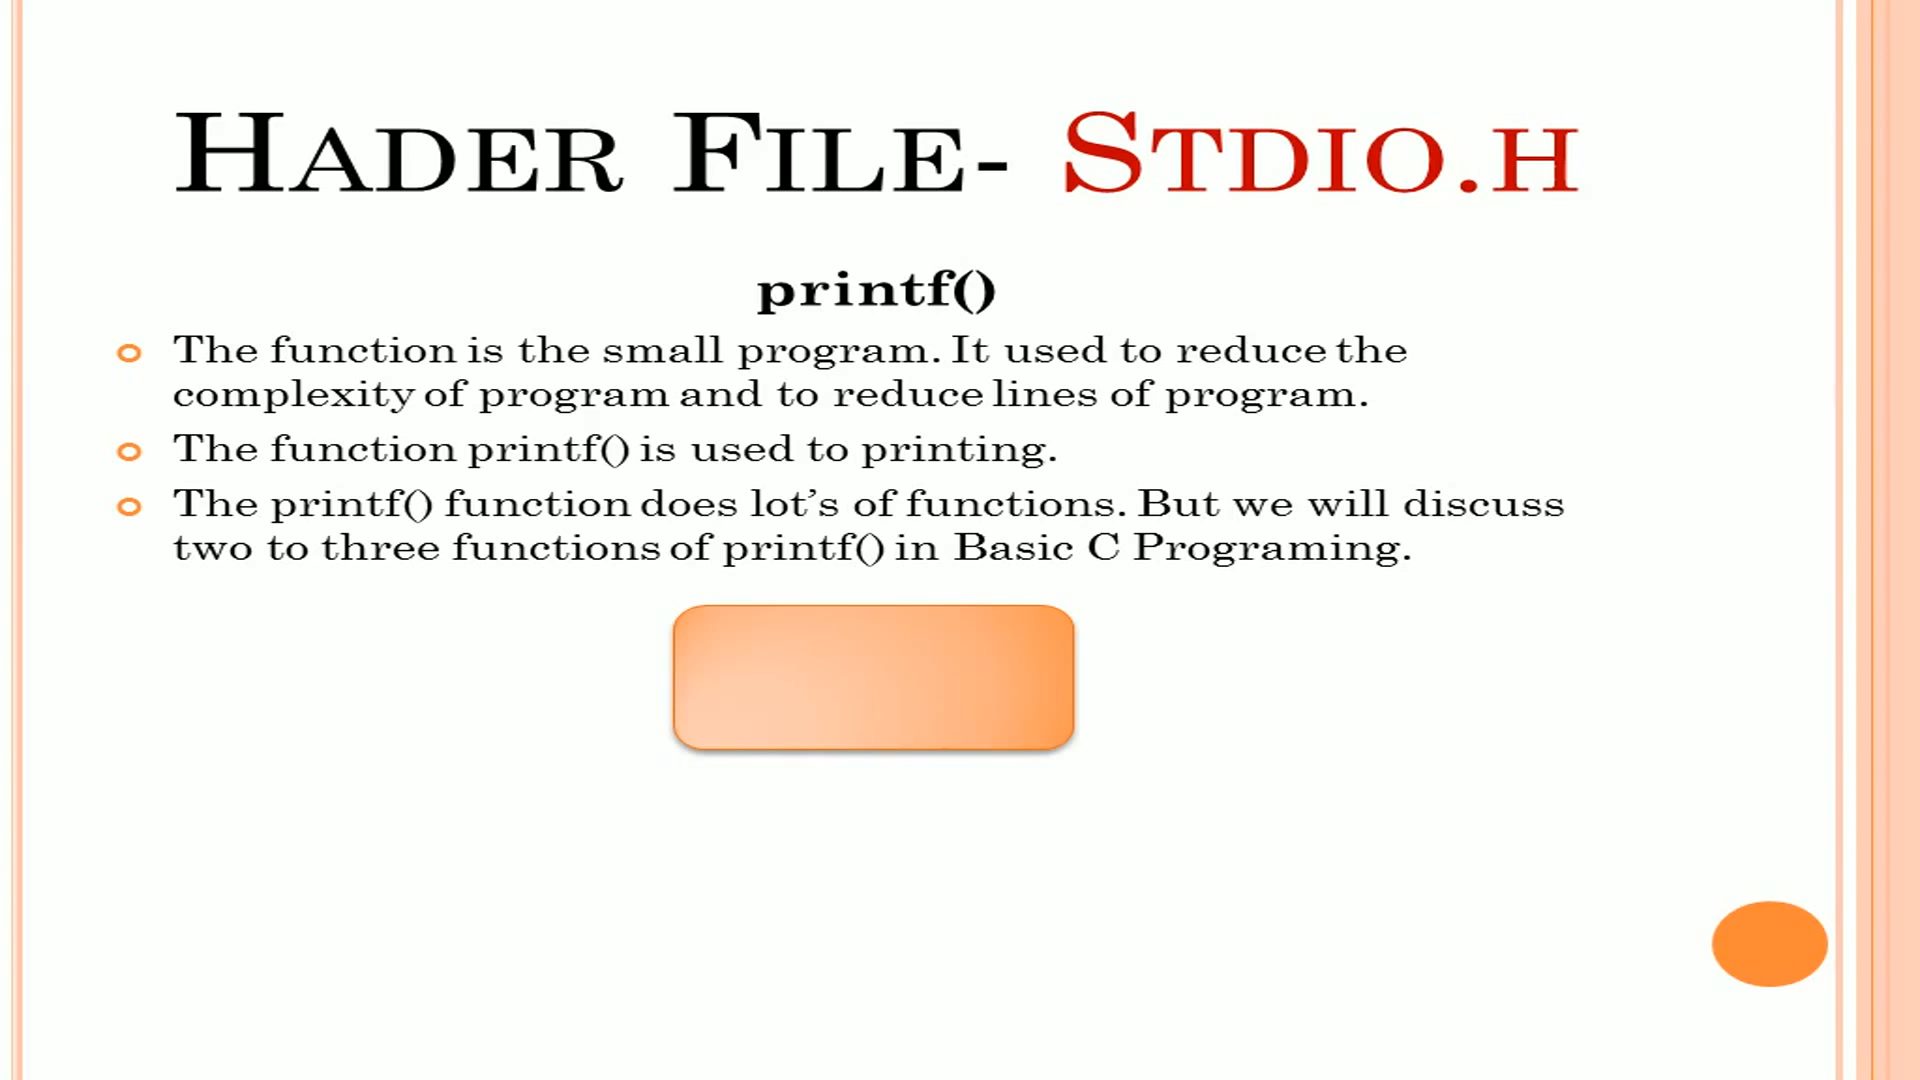 Hader File- Stdio.h
printf()
The function is the small program. It used to reduce the
complexity of program and to reduce lines of program.
The function printf() is used to printing.
The printf() function does lot’s of functions. But we will discuss
two to three functions of printf() in Basic C Programing.